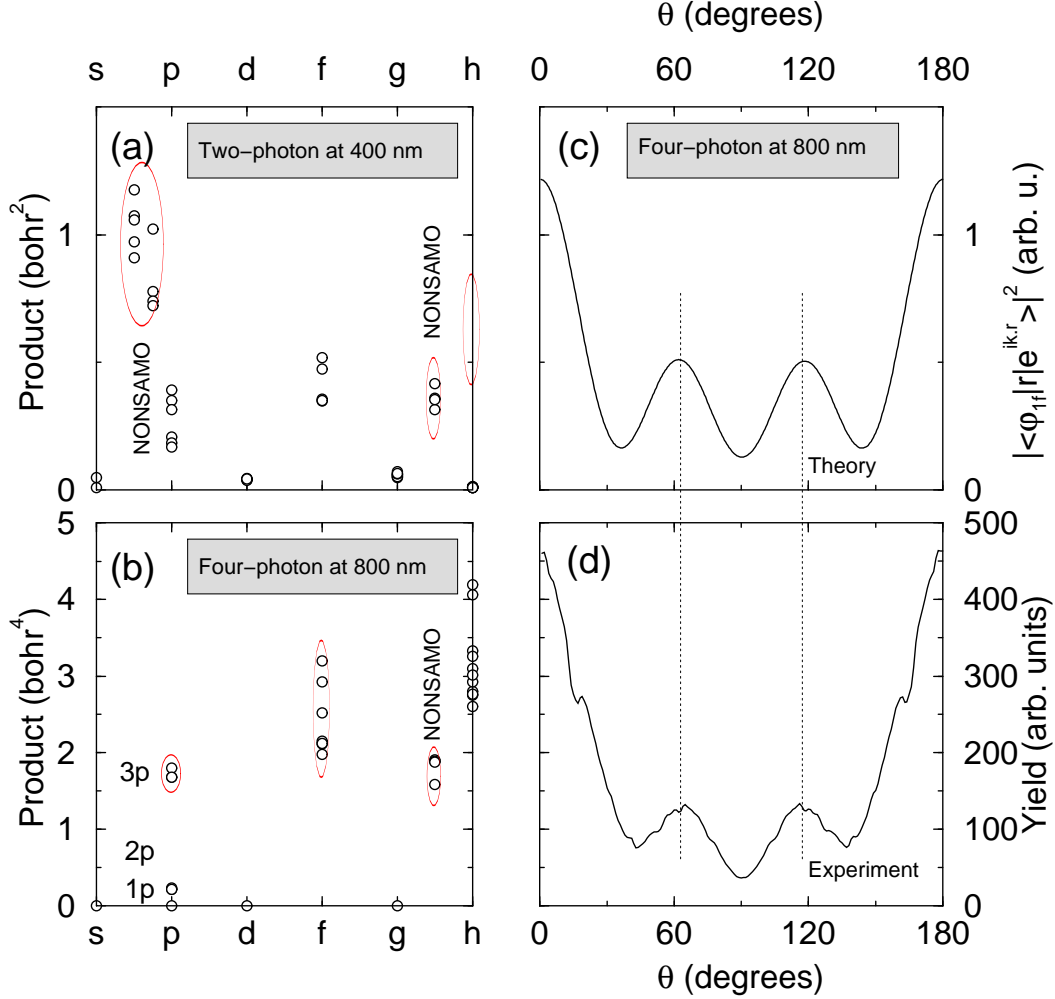 θ (degrees)
s p d f g h
0 60 120 180
(a)
Two−photon at 400 nm
(c)
Four−photon at 800 nm
Product (bohr²)
1
0
NONSAMO
NONSAMO
1
0
|<φ₁f|r|e^ik.r>|² (arb. u.)
Theory
(b)
Four−photon at 800 nm
(d)
Product (bohr⁴)
5
4
3
2
1
0
3p
2p
1p
NONSAMO
500
400
300
200
100
0
Yield (arb. units)
Experiment
s p d f g h
0 60 120 180
θ (degrees)